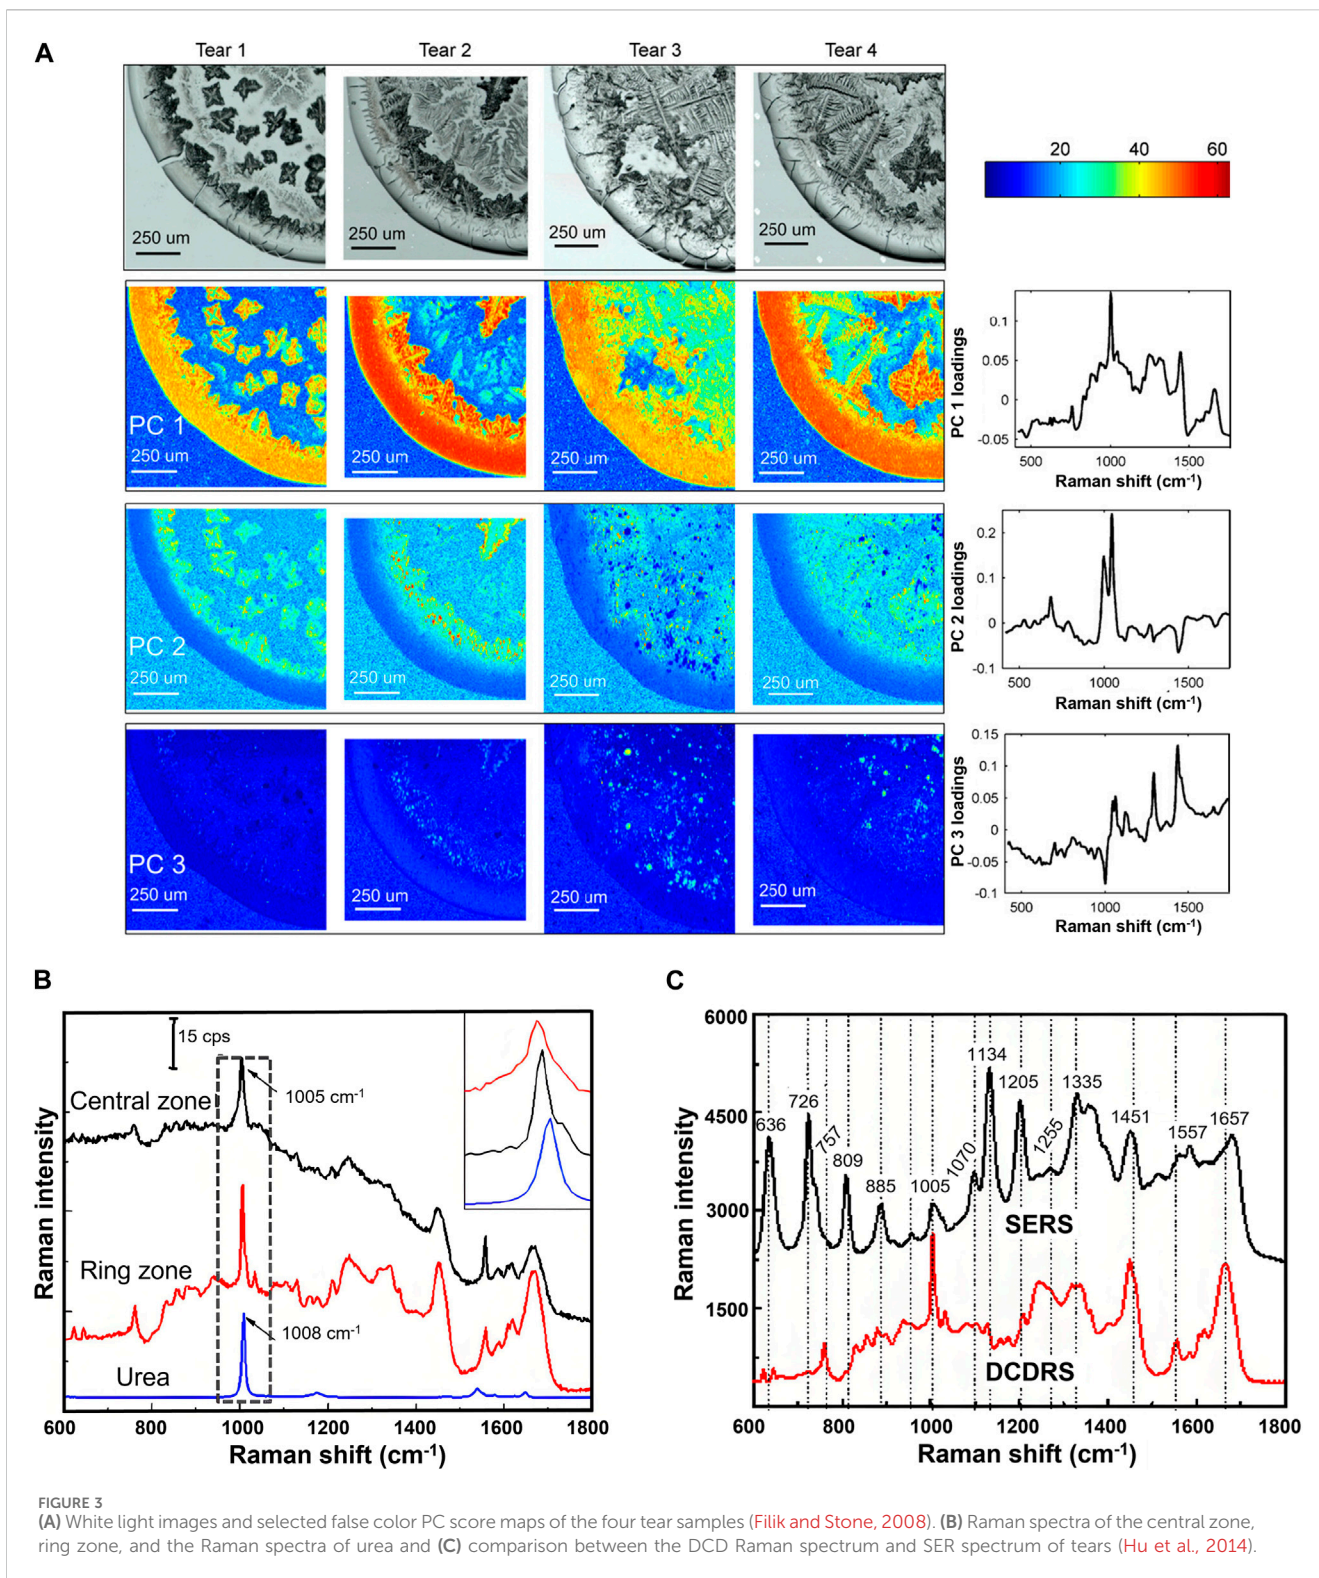 A
Tear 1
Tear 2
Tear 3
Tear 4
250 um
250 um
250 um
250 um
20
40
60
PC 1
250 um
250 um
250 um
250 um
PC 1 loadings
0.1
0.05
0
-0.05
500
1000
1500
Raman shift (cm-1)
PC 2
250 um
250 um
250 um
250 um
PC 2 loadings
0.2
0.1
0
-0.1
500
1000
1500
Raman shift (cm-1)
PC 3
250 um
250 um
250 um
250 um
PC 3 loadings
0.15
0.1
0.05
0
-0.05
-0.1
500
1000
1500
Raman shift (cm-1)
B
Raman intensity
15 cps
Central zone
1005 cm-1
Ring zone
1008 cm-1
Urea
600
800
1000
1200
1400
1600
1800
Raman shift (cm-1)
C
Raman intensity
6000
4500
3000
1500
636
726
757
809
885
1005
1070
1134
1205
1255
1335
1451
1557
1657
SERS
DCDRS
600
800
1000
1200
1400
1600
1800
Raman shift (cm-1)
FIGURE 3
(A) White light images and selected false color PC score maps of the four tear samples (Filik and Stone, 2008). (B) Raman spectra of the central zone,
ring zone, and the Raman spectra of urea and (C) comparison between the DCD Raman spectrum and SER spectrum of tears (Hu et al., 2014).